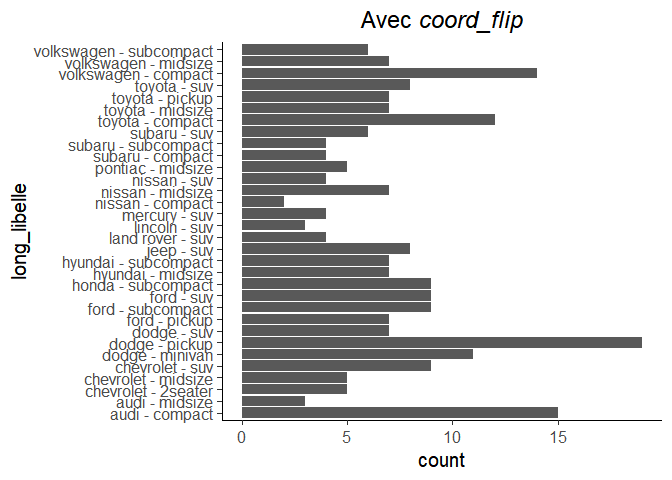 Avec coord_flip
long_libelle
volkswagen - subcompact
volkswagen - midsize
volkswagen - compact
toyota - suv
toyota - pickup
toyota - midsize
toyota - compact
subaru - suv
subaru - subcompact
subaru - compact
pontiac - midsize
nissan - suv
nissan - midsize
nissan - compact
mercury - suv
lincoln - suv
land rover - suv
jeep - suv
hyundai - subcompact
hyundai - midsize
honda - subcompact
ford - suv
ford - subcompact
ford - pickup
dodge - suv
dodge - pickup
dodge - minivan
chevrolet - suv
chevrolet - midsize
chevrolet - 2seater
audi - midsize
audi - compact
0 5 10 15
count